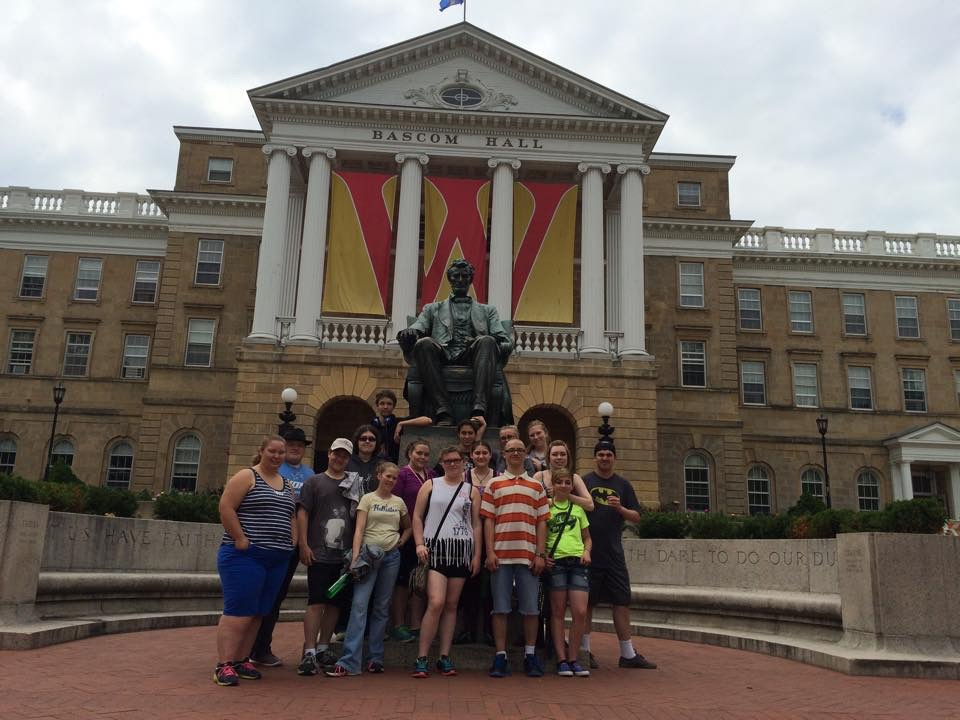 BASCOM HALL
W
US HAVE FAITH
TH DARE TO DO OUR DU